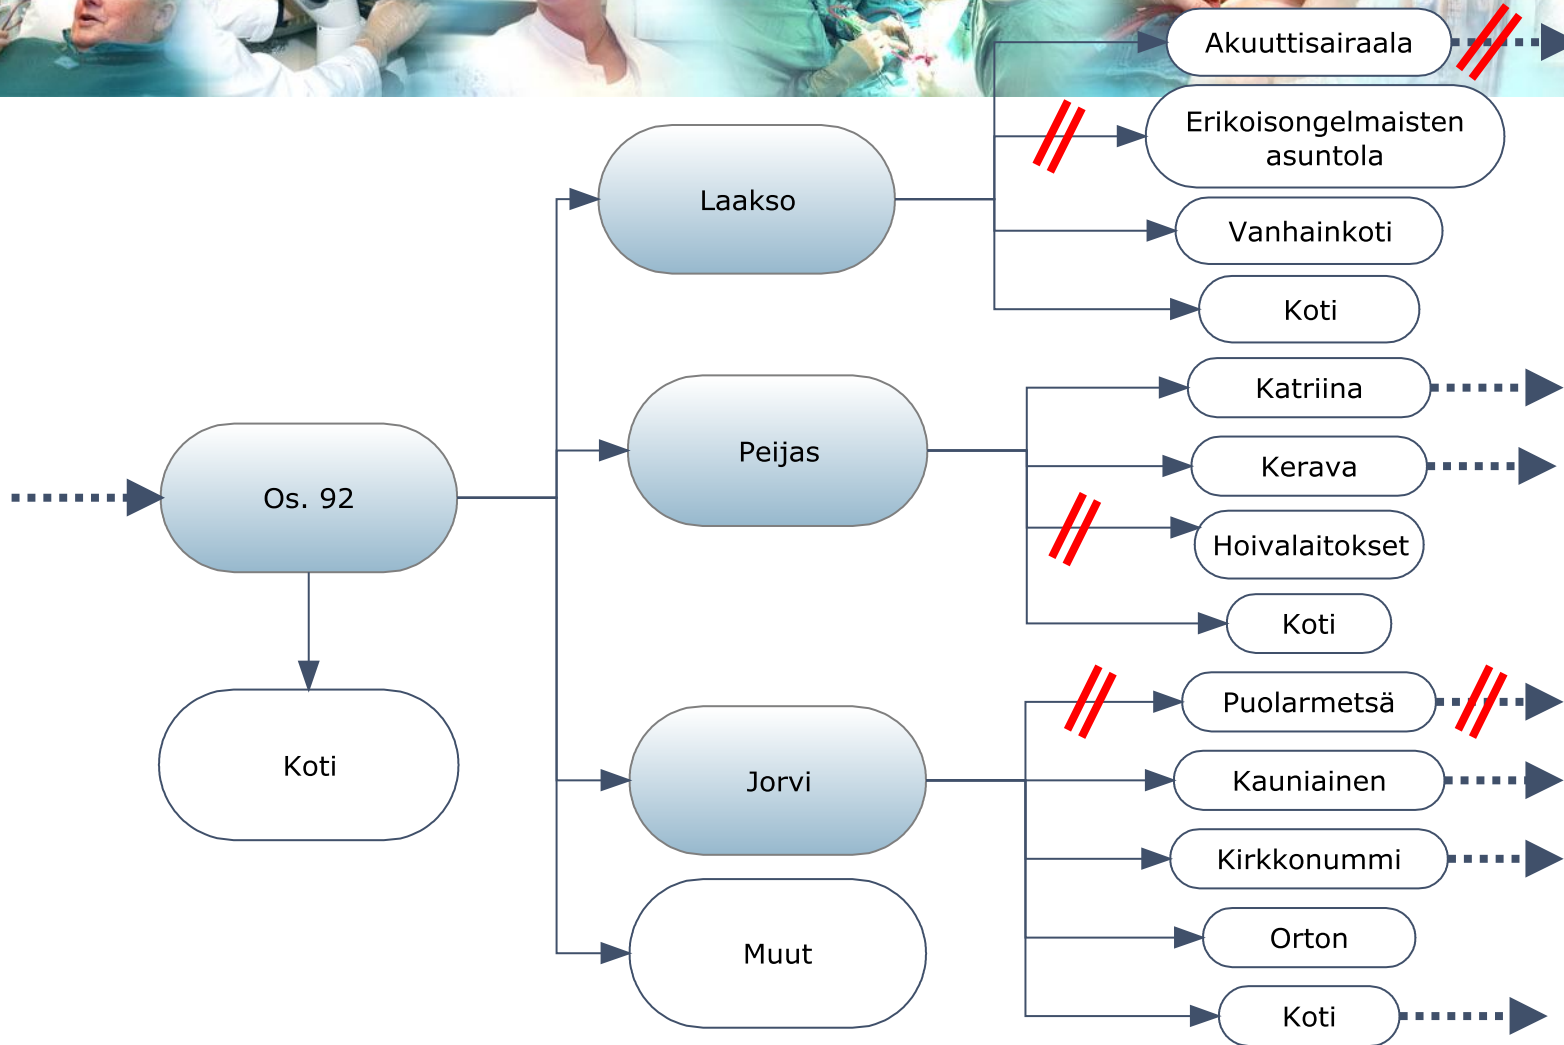 Akuuttisairaala
Erikoisongelmaisten
asuntola
Laakso
Vanhainkoti
Koti
Katriina
Peijas
Kerava
Os. 92
Hoivalaitokset
Koti
Puolarmetsä
Koti
Jorvi
Kauniainen
Kirkkonummi
Orton
Muut
Koti